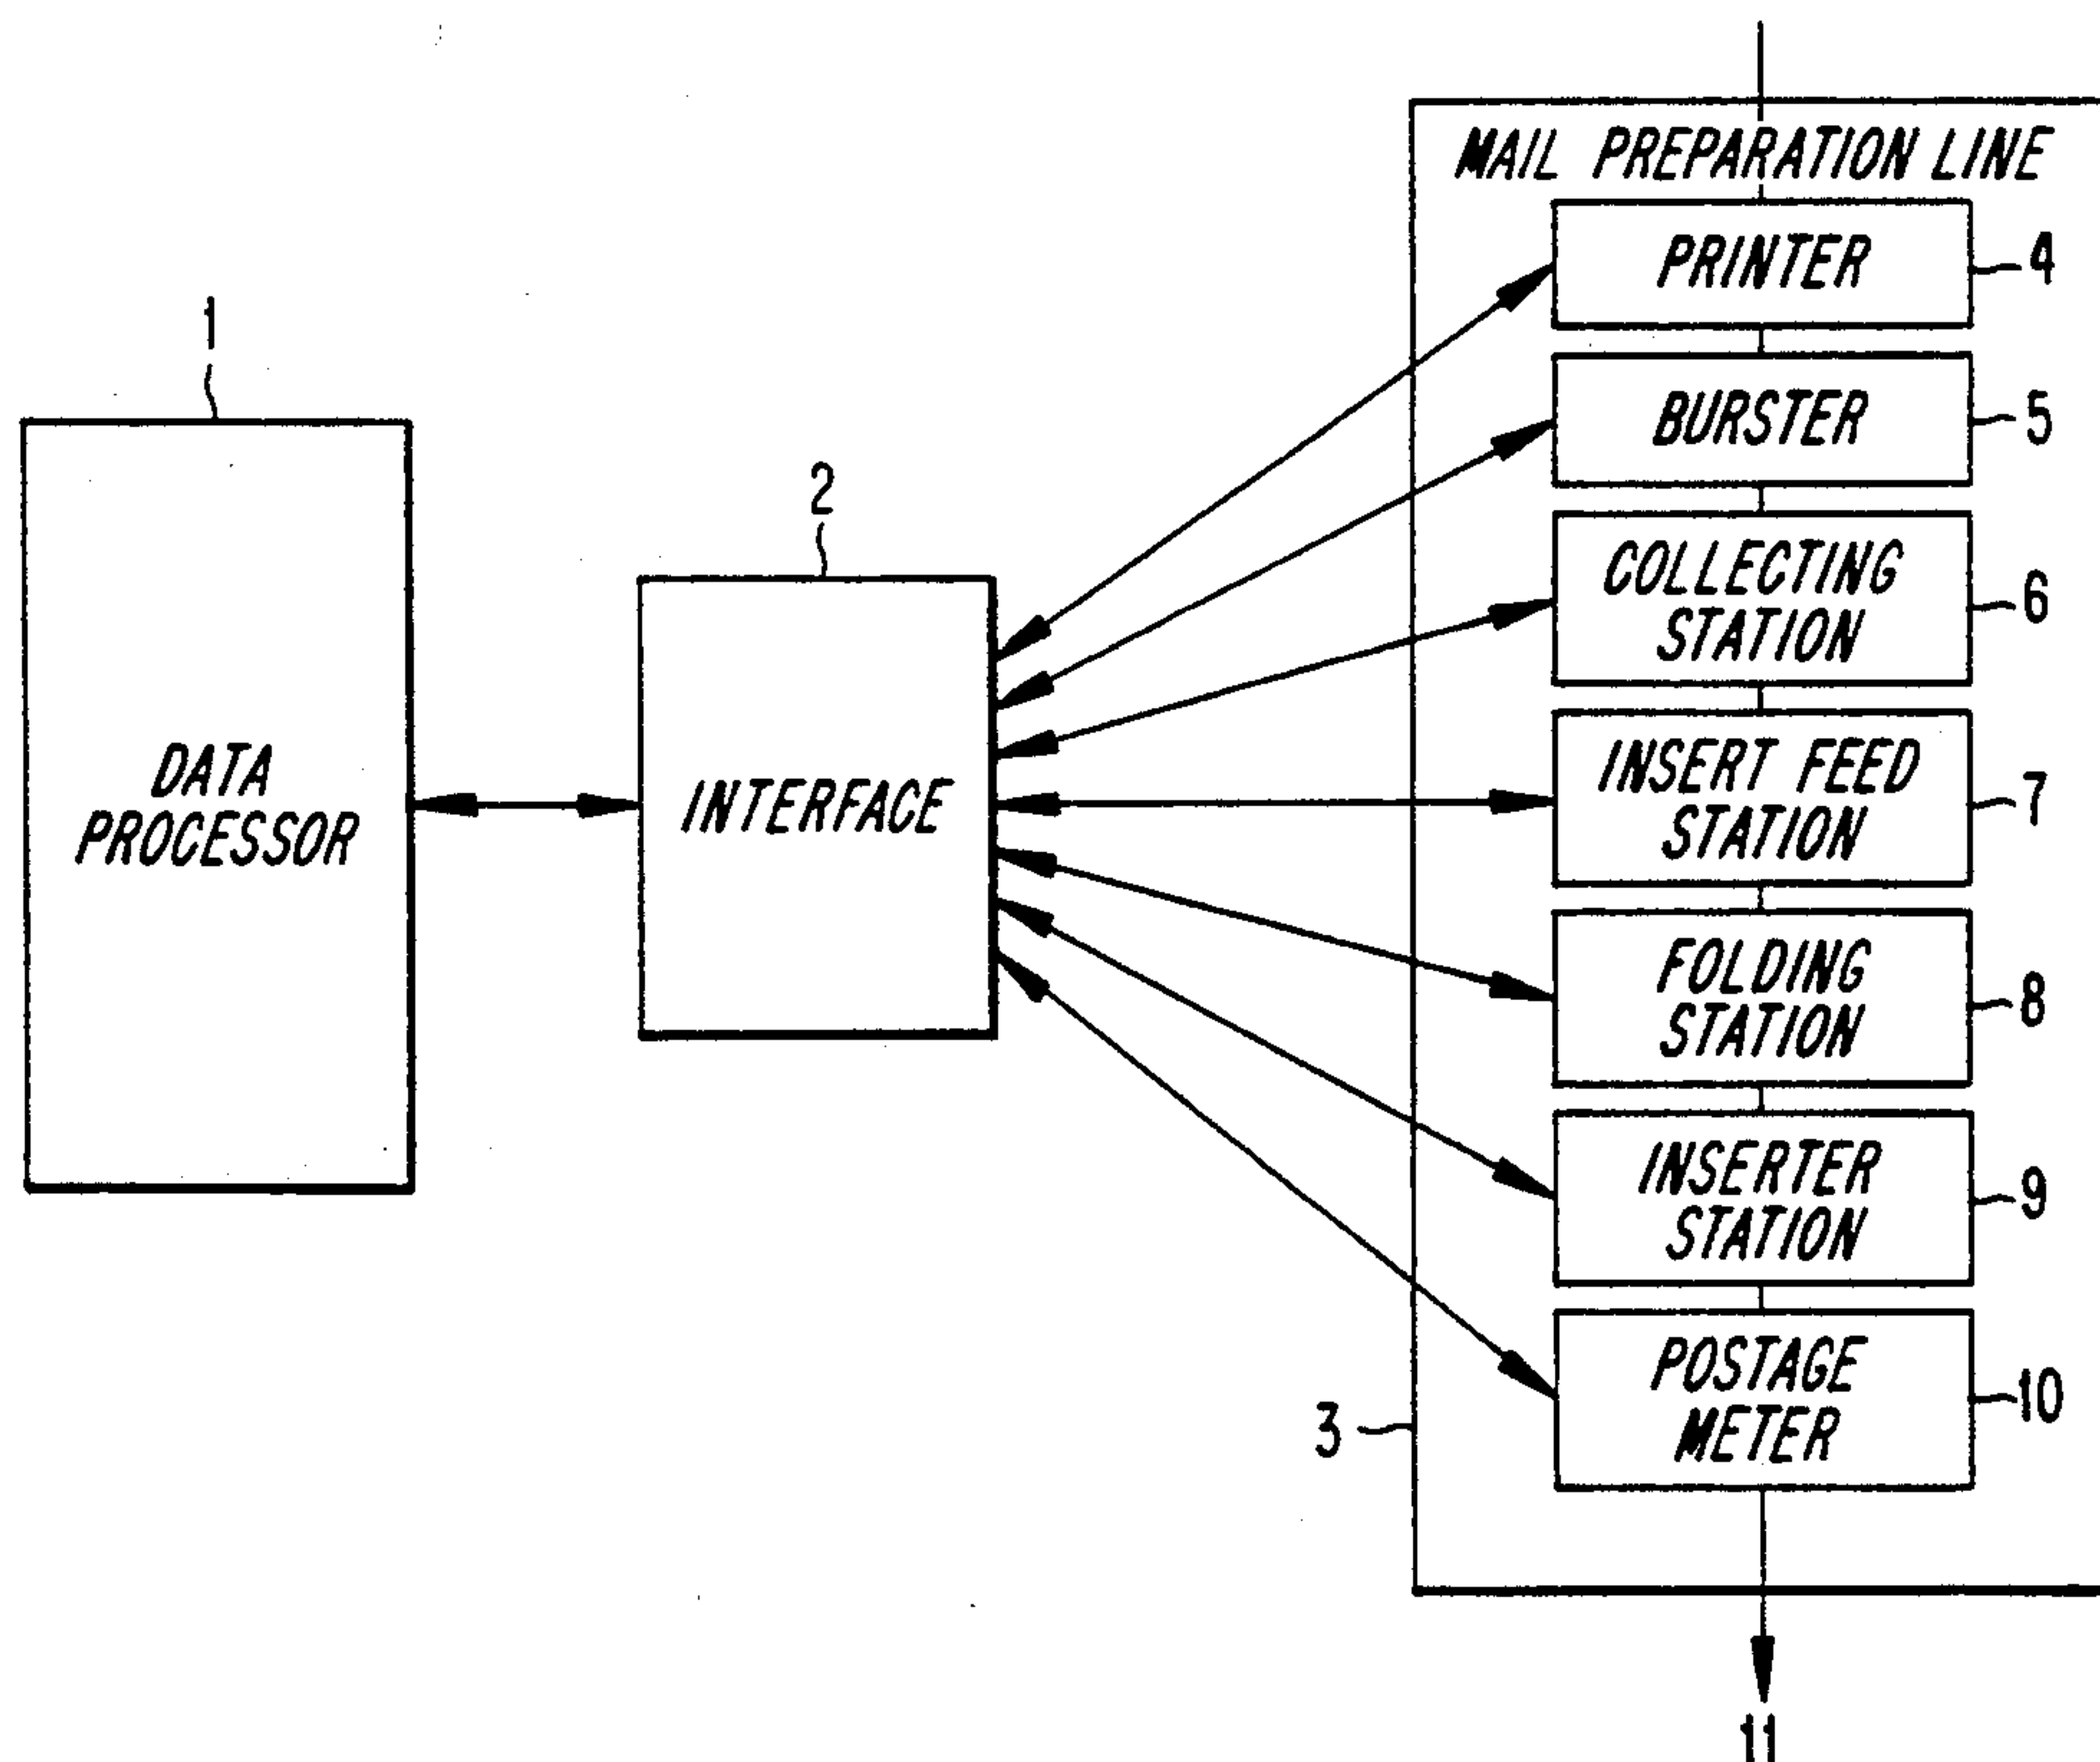 1
DATA
PROCESSOR
2
INTERFACE
3
MAIL PREPARATION LINE
PRINTER
4
BURSTER
5
COLLECTING
STATION
6
INSERT FEED
STATION
7
FOLDING
STATION
8
INSERTER
STATION
9
POSTAGE
METER
10
11